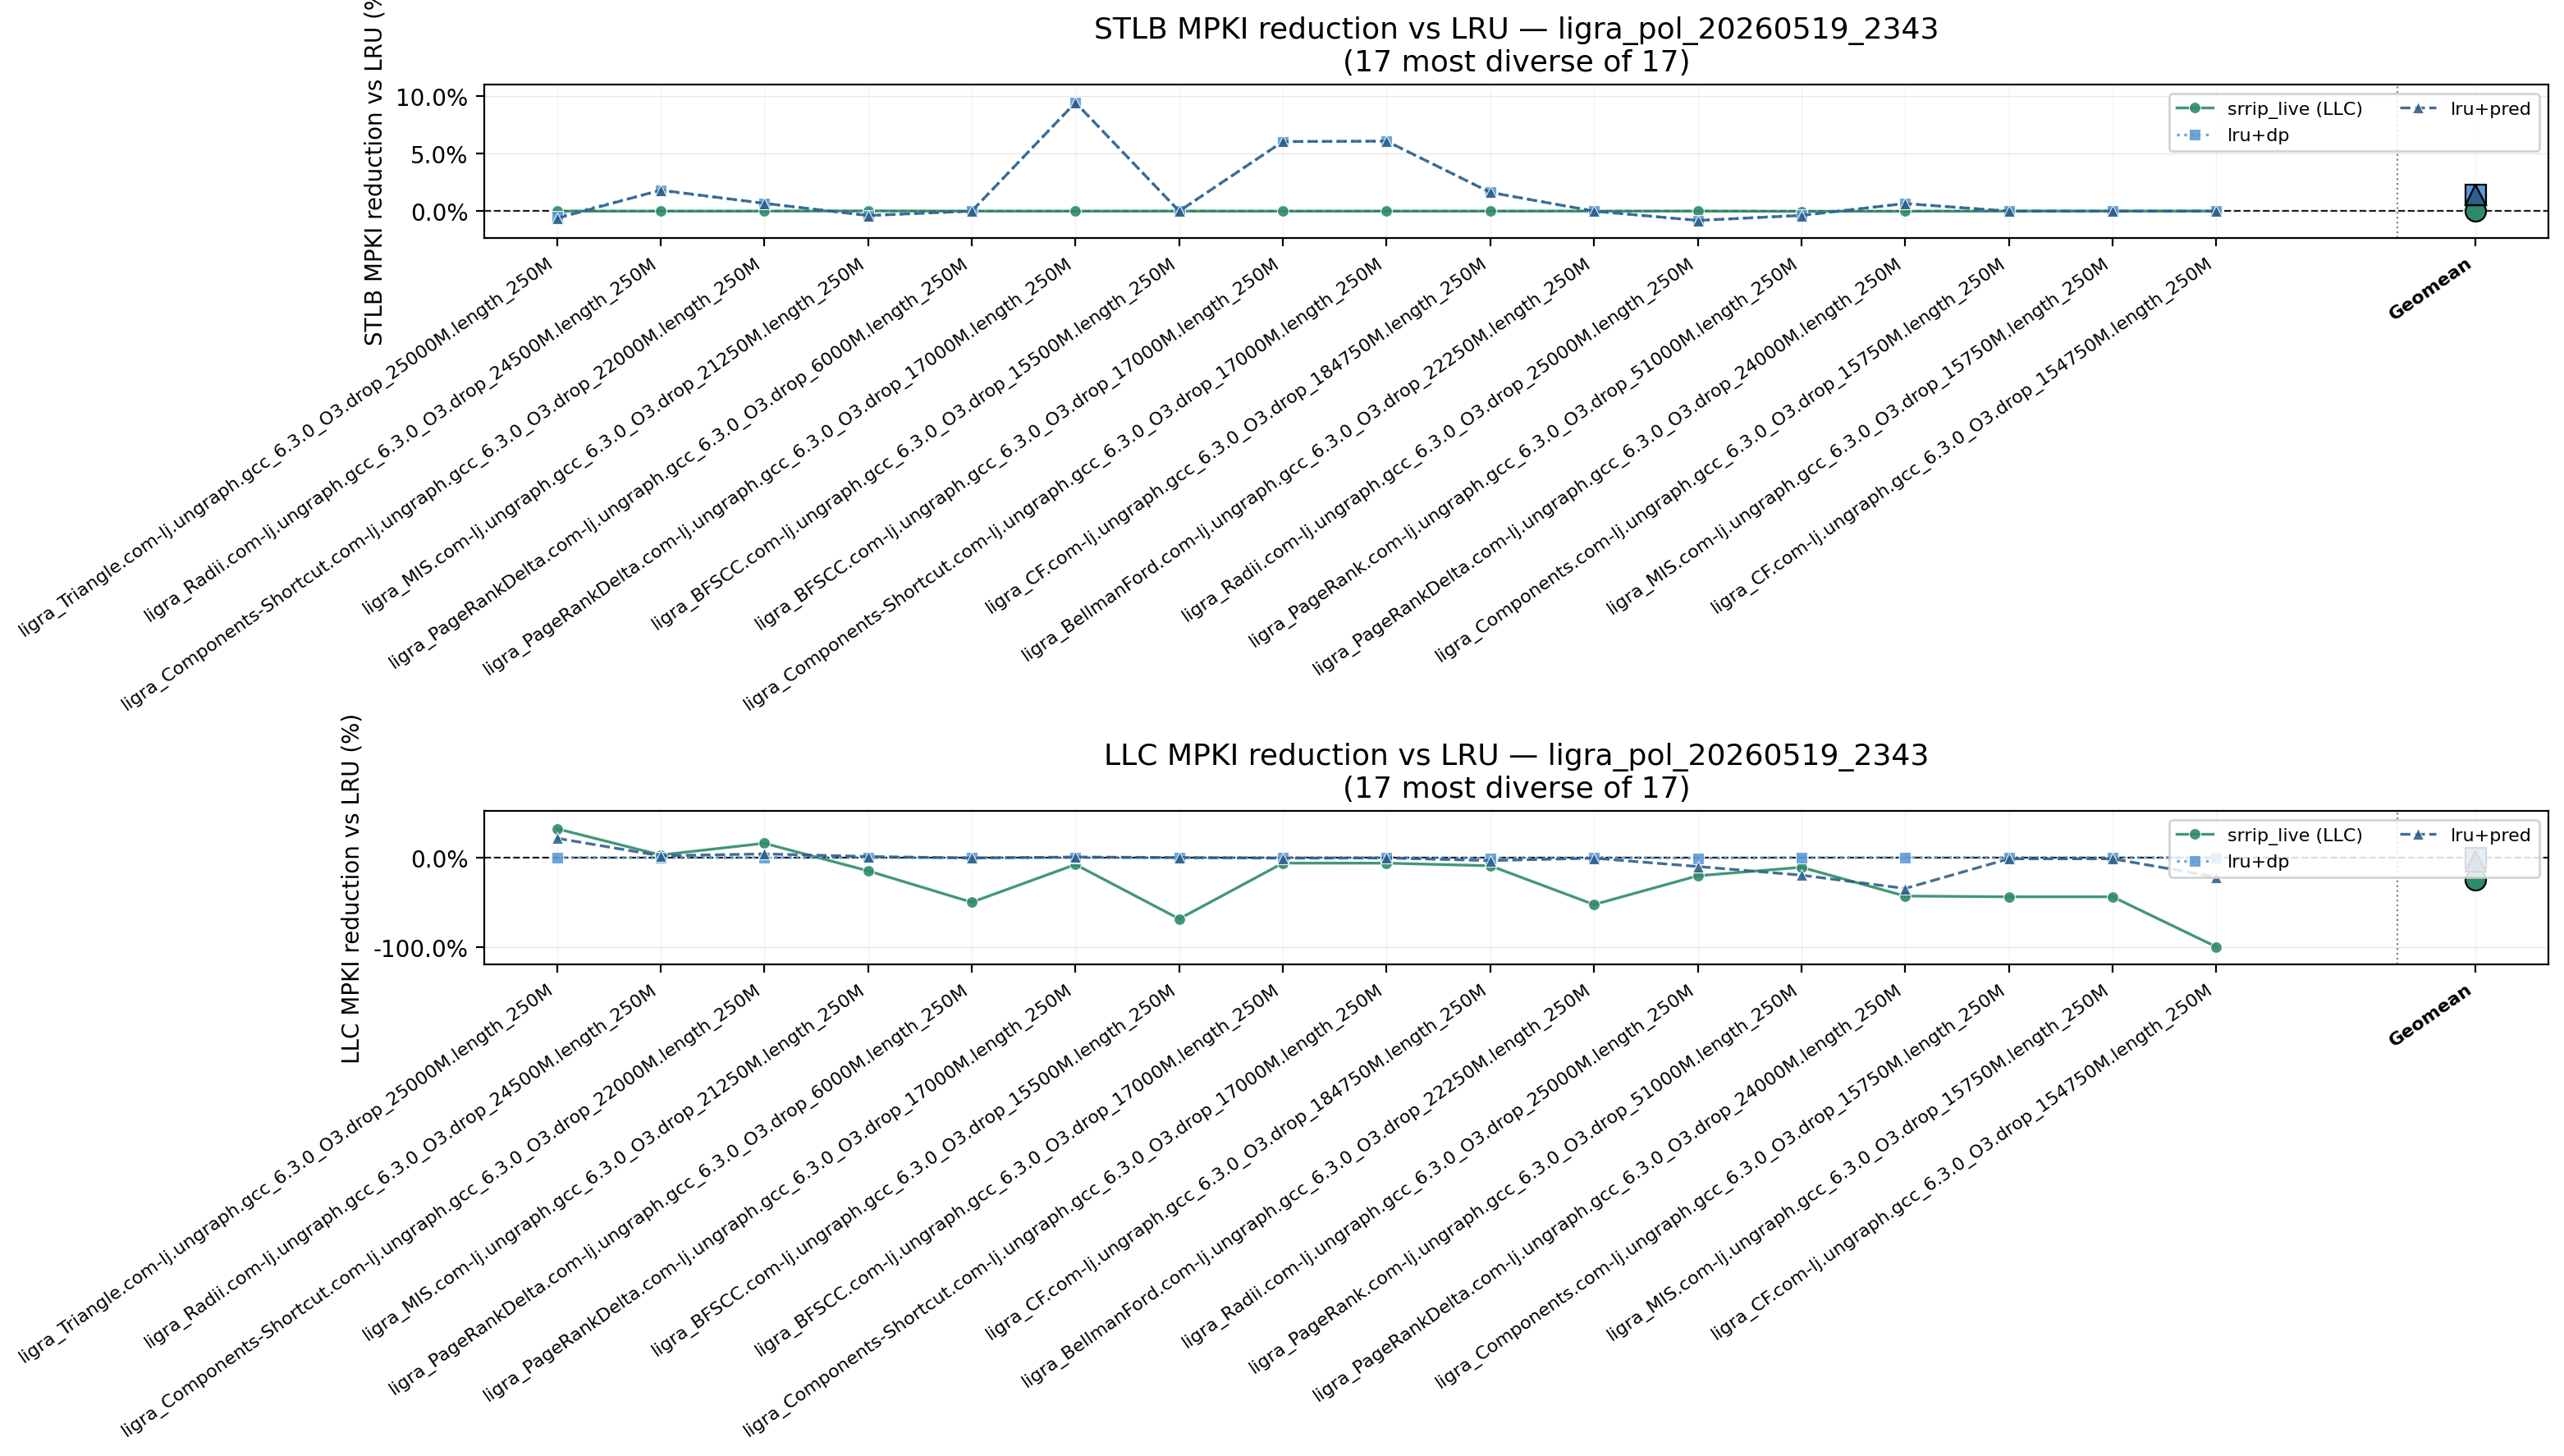 STLB MPKI reduction vs LRU — ligra_pol_20260519_2343
(17 most diverse of 17)
STLB MPKI reduction vs LRU (%
10.0%
5.0%
0.0%
srrip_live (LLC)
lru+dp
lru+pred
ligra_Triangle.com-lj.ungraph.gcc_6.3.0_O3.drop_25000M.length_250M
ligra_Radii.com-lj.ungraph.gcc_6.3.0_O3.drop_24500M.length_250M
ligra_Components-Shortcut.com-lj.ungraph.gcc_6.3.0_O3.drop_22000M.length_250M
ligra_MIS.com-lj.ungraph.gcc_6.3.0_O3.drop_21250M.length_250M
ligra_PageRankDelta.com-lj.ungraph.gcc_6.3.0_O3.drop_6000M.length_250M
ligra_PageRankDelta.com-lj.ungraph.gcc_6.3.0_O3.drop_17000M.length_250M
ligra_BFSCC.com-lj.ungraph.gcc_6.3.0_O3.drop_15500M.length_250M
ligra_BFSCC.com-lj.ungraph.gcc_6.3.0_O3.drop_17000M.length_250M
ligra_Components-Shortcut.com-lj.ungraph.gcc_6.3.0_O3.drop_17000M.length_250M
ligra_CF.com-lj.ungraph.gcc_6.3.0_O3.drop_184750M.length_250M
ligra_BellmanFord.com-lj.ungraph.gcc_6.3.0_O3.drop_22250M.length_250M
ligra_Radii.com-lj.ungraph.gcc_6.3.0_O3.drop_25000M.length_250M
ligra_PageRank.com-lj.ungraph.gcc_6.3.0_O3.drop_51000M.length_250M
ligra_PageRankDelta.com-lj.ungraph.gcc_6.3.0_O3.drop_24000M.length_250M
ligra_Components.com-lj.ungraph.gcc_6.3.0_O3.drop_15750M.length_250M
ligra_MIS.com-lj.ungraph.gcc_6.3.0_O3.drop_15750M.length_250M
ligra_CF.com-lj.ungraph.gcc_6.3.0_O3.drop_154750M.length_250M
Geomean
LLC MPKI reduction vs LRU — ligra_pol_20260519_2343
(17 most diverse of 17)
LLC MPKI reduction vs LRU (%)
0.0%
-100.0%
srrip_live (LLC)
lru+dp
lru+pred
ligra_Triangle.com-lj.ungraph.gcc_6.3.0_O3.drop_25000M.length_250M
ligra_Radii.com-lj.ungraph.gcc_6.3.0_O3.drop_24500M.length_250M
ligra_Components-Shortcut.com-lj.ungraph.gcc_6.3.0_O3.drop_22000M.length_250M
ligra_MIS.com-lj.ungraph.gcc_6.3.0_O3.drop_21250M.length_250M
ligra_PageRankDelta.com-lj.ungraph.gcc_6.3.0_O3.drop_6000M.length_250M
ligra_PageRankDelta.com-lj.ungraph.gcc_6.3.0_O3.drop_17000M.length_250M
ligra_BFSCC.com-lj.ungraph.gcc_6.3.0_O3.drop_15500M.length_250M
ligra_BFSCC.com-lj.ungraph.gcc_6.3.0_O3.drop_17000M.length_250M
ligra_Components-Shortcut.com-lj.ungraph.gcc_6.3.0_O3.drop_17000M.length_250M
ligra_CF.com-lj.ungraph.gcc_6.3.0_O3.drop_184750M.length_250M
ligra_BellmanFord.com-lj.ungraph.gcc_6.3.0_O3.drop_22250M.length_250M
ligra_Radii.com-lj.ungraph.gcc_6.3.0_O3.drop_25000M.length_250M
ligra_PageRank.com-lj.ungraph.gcc_6.3.0_O3.drop_51000M.length_250M
ligra_PageRankDelta.com-lj.ungraph.gcc_6.3.0_O3.drop_24000M.length_250M
ligra_Components.com-lj.ungraph.gcc_6.3.0_O3.drop_15750M.length_250M
ligra_MIS.com-lj.ungraph.gcc_6.3.0_O3.drop_15750M.length_250M
ligra_CF.com-lj.ungraph.gcc_6.3.0_O3.drop_154750M.length_250M
Geomean